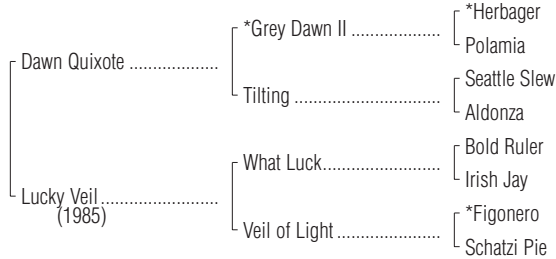 *Herbager
*Grey Dawn II ....................
Polamia
Dawn Quixote ....................
Seattle Slew
Tilting .................................
Aldonza
Bold Ruler
What Luck...........................
Irish Jay
Lucky Veil..........................
(1985)
*Figonero
Veil of Light .......................
Schatzi Pie